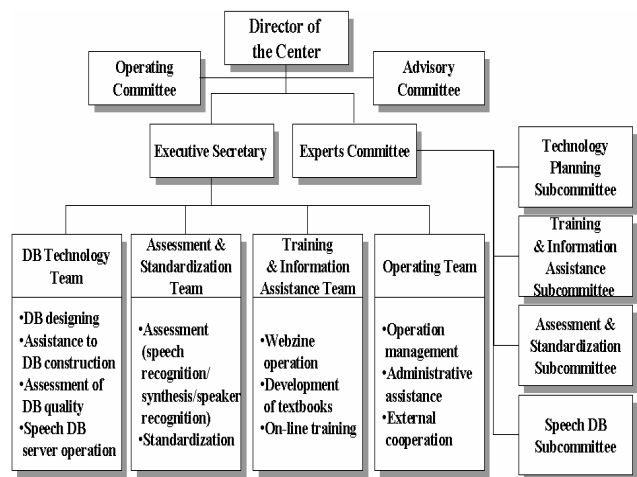 Director of
the Center
Operating
Committee
Advisory
Committee
Executive Secretary
Experts Committee
Technology
Planning
Subcommittee
Training
& Information
Assistance
Subcommittee
Assessment &
Standardization
Subcommittee
Speech DB
Subcommittee
DB Technology
Team
•DB designing
•Assistance to
DB construction
•Assessment of
DB quality
•Speech DB
server operation
Assessment &
Standardization
Team
•Assessment
(speech
recognition/
synthesis/speaker
recognition)
•Standardization
Training
& Information
Assistance Team
•Webzine
operation
•Development
of textbooks
•On-line training
Operating Team
•Operation
management
•Administrative
assistance
•External
cooperation